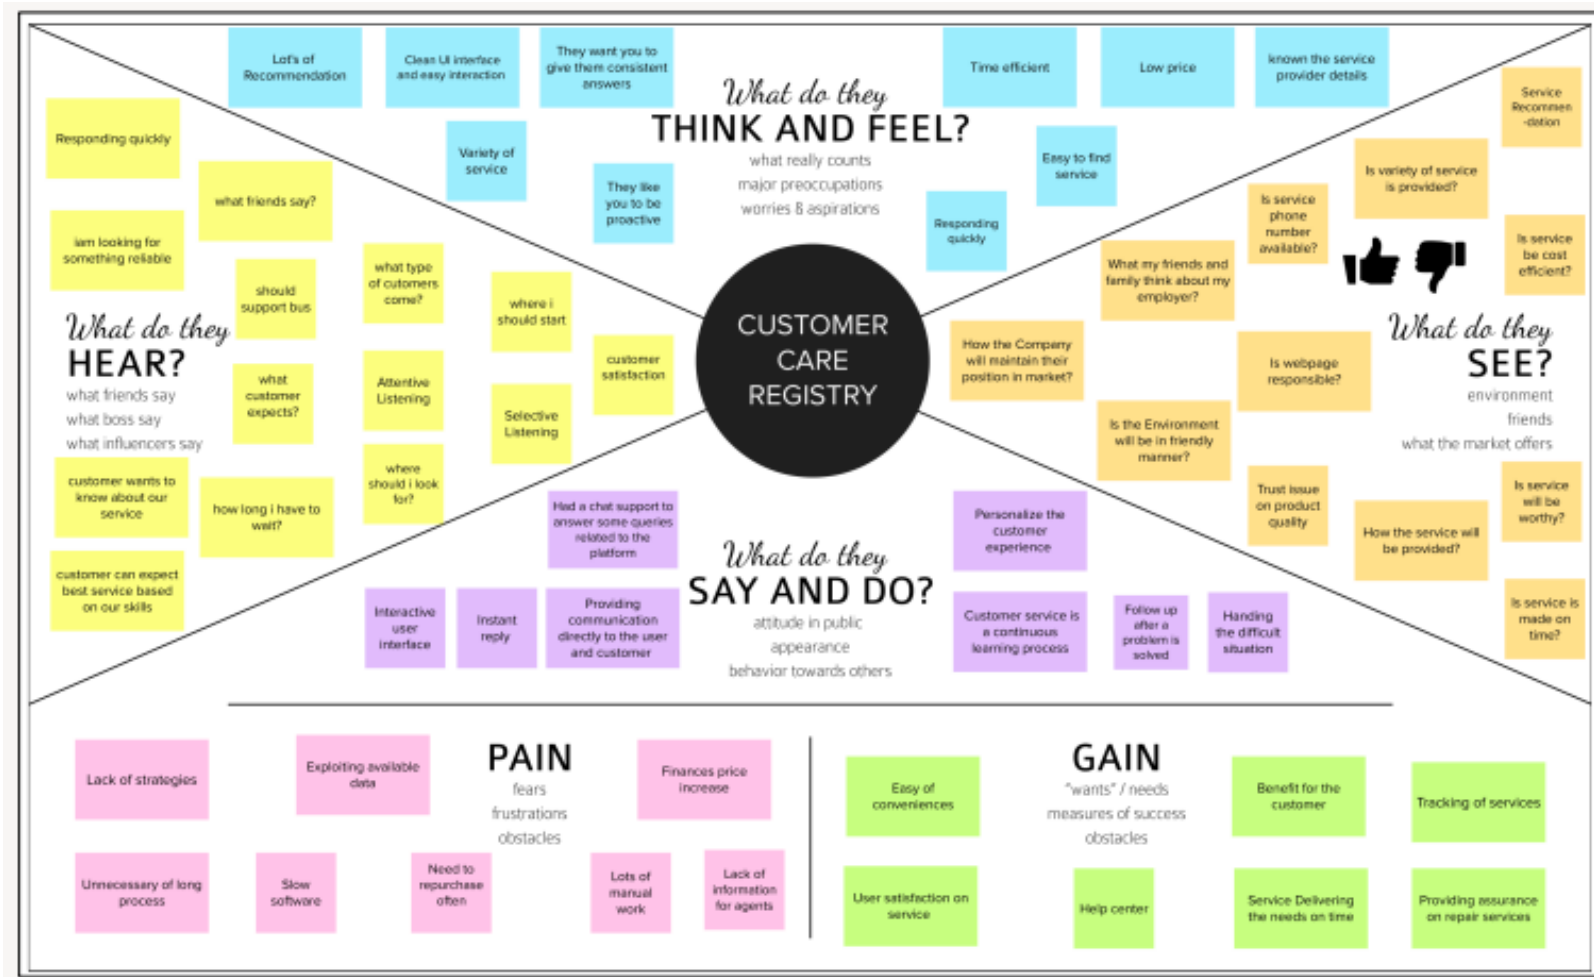 Lot's of
Recommendation
Clean UI interface
and easy interaction
They want you to
give them consistent
answers
Variety of
service
They like
you to be
proactive
What do they
THINK AND FEEL?
what really counts
major preoccupations
worries & aspirations
Time efficient
Low price
known the service
provider details
Easy to find
service
Responding
quickly
Responding quickly
what friends say?
iam looking for
something reliable
should
support bus
what type
of cutomers
come?
where i
should start
What do they
HEAR?
what friends say
what boss say
what influencers say
what
customer
expects?
Attentive
Listening
customer
satisfaction
Selective
Listening
customer wants to
know about our
service
how long i have to
wait?
where
should i look
for?
customer can expect
best service based
on our skills
CUSTOMER
CARE
REGISTRY
Service
Recommen
-dation
Is variety of service
is provided?
Is service
phone
number
available?
Is service
be cost
efficient?
What my friends and
family think about my
employer?
How the Company
will maintain their
position in market?
Is webpage
responsible?
What do they
SEE?
environment
friends
what the market offers
Is the Environment
will be in friendly
manner?
Trust issue
on product
quality
How the service will
be provided?
Is service
will be
worthy?
Is service is
made on
time?
Had a chat support to
answer some queries
related to the
platform
Interactive
user
interface
Instant
reply
Providing
communication
directly to the user
and customer
What do they
SAY AND DO?
attitude in public
appearance
behavior towards others
Personalize the
customer
experience
Customer service is
a continuous
learning process
Follow up
after a
problem is
solved
Handing
the difficult
situation
PAIN
fears
frustrations
obstacles
Lack of strategies
Exploiting available
data
Finances price
increase
Unnecessary of long
process
Slow
software
Need to
repurchase
often
Lots of
manual
work
Lack of
information
for agents
GAIN
"wants" / needs
measures of success
obstacles
Easy of
conveniences
Benefit for the
customer
Tracking of services
User satisfaction on
service
Help center
Service Delivering
the needs on time
Providing assurance
on repair services